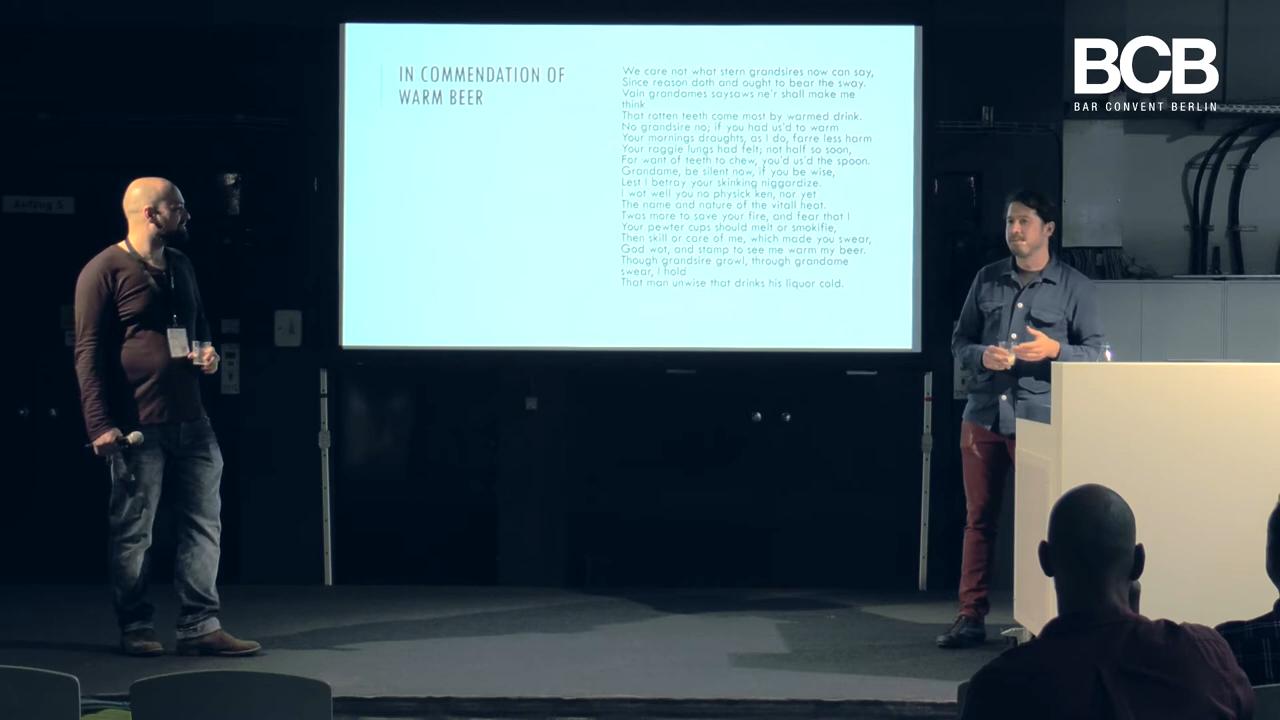 BCB
BAR CONVENT BERLIN
IN COMMENDATION OF
WARM BEER
We care not what stern grandsires now can say,
Since reason doth and ought to bear the sway.
Vain grandames saysaws ne'r shall make me
think
That rotten teeth come most by warmed drink.
No grandsire no; if you had us'd to warm
Your mornings draughts, as I do, farre less harm
Your raggie lungs had felt; not half so soon,
For want of teeth to chew, you'd us'd the spoon.
Grandame, be silent now, if you be wise,
Lest I betray your skinking niggardize.
I wot well you no physick ken, nor yet
The name and nature of the vitall heat.
Twas more to save your fire, and fear that I
Your pewter cups should melt or smokifie,
Then skill or care of me, which made you swear,
God wot, and stamp to see me warm my beer.
Though grandsire growl, through grandame
swear, I hold
That man unwise that drinks his liquor cold.